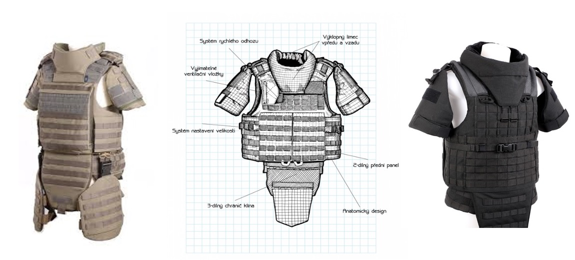 Systém rychlého odhozu
Výklopný límec
vpředu a vzadu
Vyjímatelné
ventilační vložky
Systém nastavení velikosti
2-dílný přední panel
3-dílný chránič klína
Anatomický design